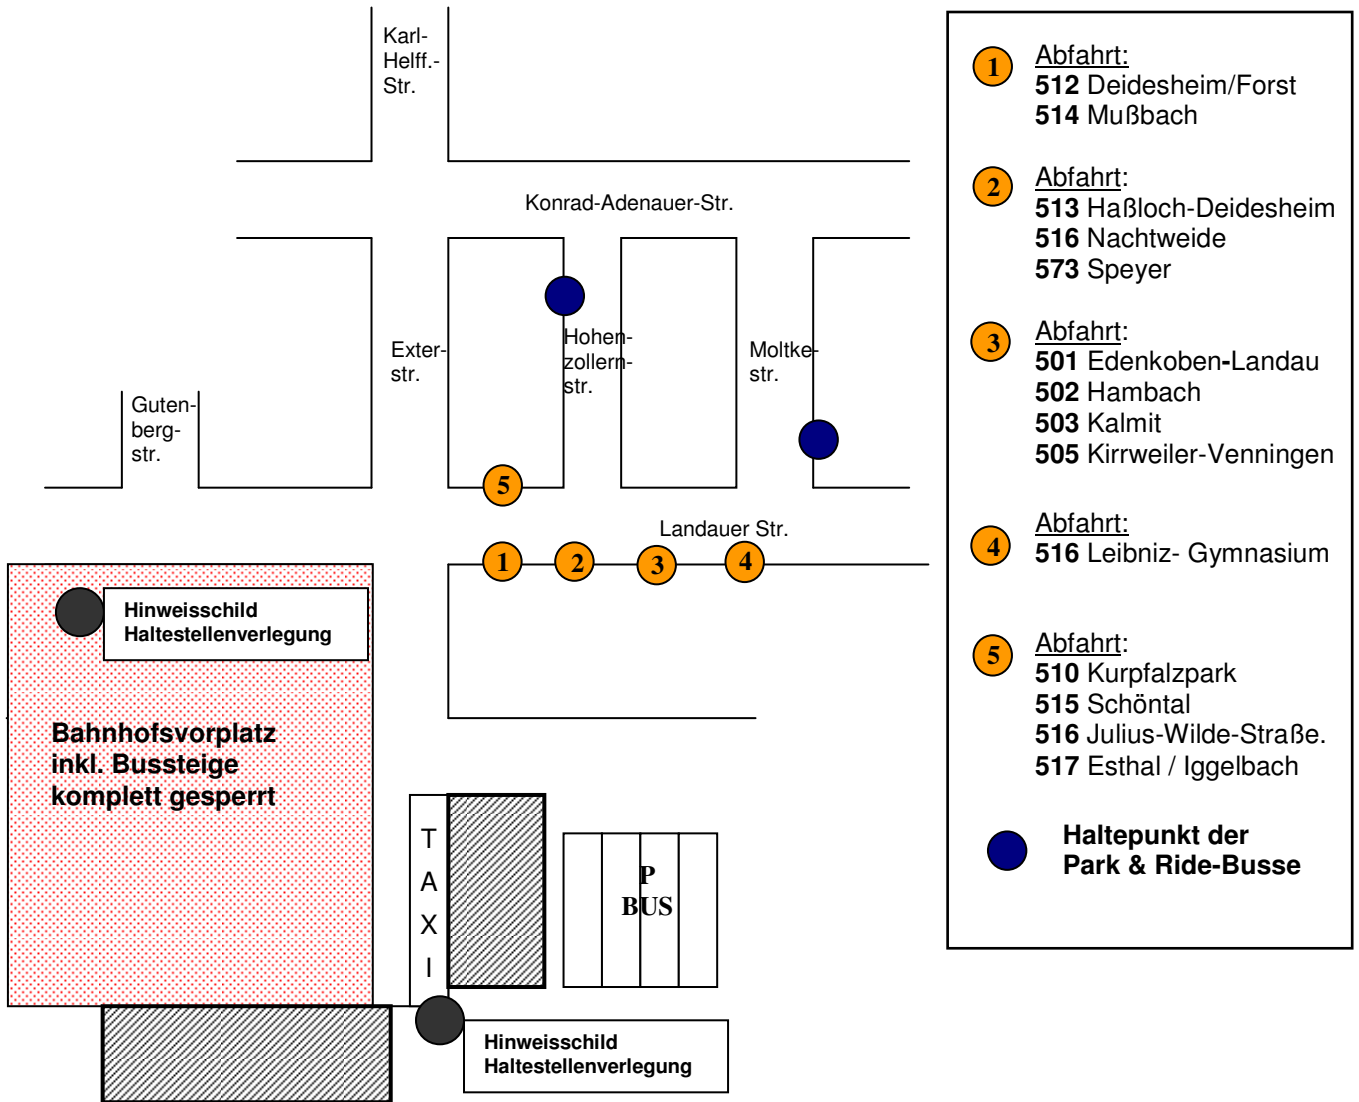 Karl-
Helff.-
Str.
Konrad-Adenauer-Str.
Exter-
str.
Hohen-
zollern-
str.
Moltke-
str.
Guten-
berg-
str.
5
Landauer Str.
1
2
3
4
Hinweisschild
Haltestellenverlegung
Bahnhofsvorplatz
inkl. Bussteige
komplett gesperrt
T
A
X
I
P
BUS
Hinweisschild
Haltestellenverlegung
1
Abfahrt:
512 Deidesheim/Forst
514 Mußbach
2
Abfahrt:
513 Haßloch-Deidesheim
516 Nachtweide
573 Speyer
3
Abfahrt:
501 Edenkoben-Landau
502 Hambach
503 Kalmit
505 Kirrweiler-Venningen
4
Abfahrt:
516 Leibniz- Gymnasium
5
Abfahrt:
510 Kurpfalzpark
515 Schöntal
516 Julius-Wilde-Straße.
517 Esthal / Iggelbach
Haltepunkt der
Park & Ride-Busse